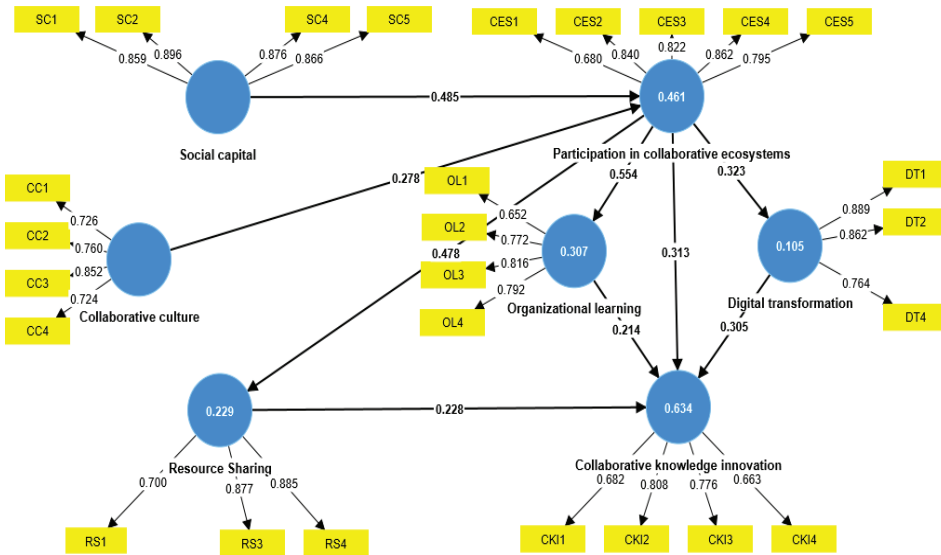 SC1 SC2 SC4 SC5 CES1 CES2 CES3 CES4 CES5
0.859 0.896 0.876 0.866 0.680 0.840 0.822 0.862 0.795
0.485 0.461
Social capital
Participation in collaborative ecosystems
0.278 0.554 0.323
CC1
CC2
CC3
CC4
0.726
0.760
0.852
0.724
Collaborative culture
OL1
OL2
OL3
OL4
0.652
0.772
0.816
0.792
0.478
0.307
Organizational learning
0.214
0.313
0.105
Digital transformation
0.305
DT1
DT2
DT4
0.889
0.862
0.764
0.229 0.228 0.634
Resource Sharing
0.700 0.877 0.885
RS1 RS3 RS4
Collaborative knowledge innovation
0.682 0.808 0.776 0.663
CKI1 CKI2 CKI3 CKI4